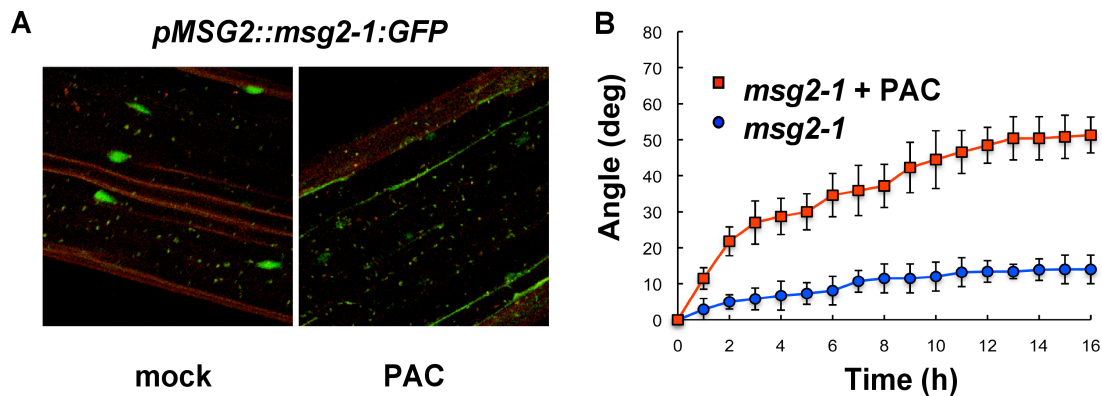 A
pMSG2::msg2-1:GFP
mock
PAC
B
Angle (deg)
80
70
60
50
40
30
20
10
0
msg2-1 + PAC
msg2-1
0 2 4 6 8 10 12 14 16
Time (h)